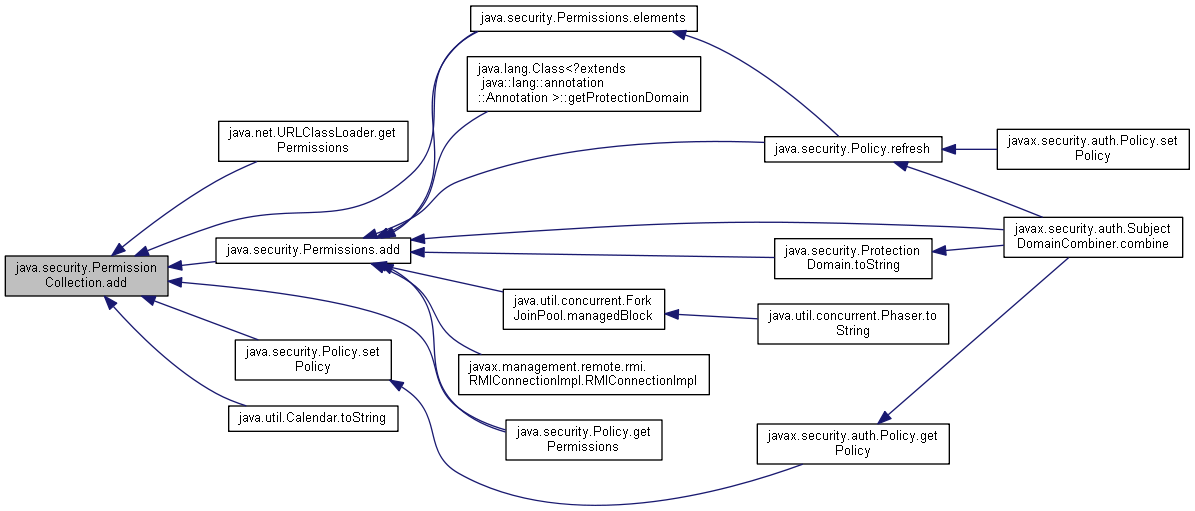 java.security.Permissions.elements
java.lang.Class<?extends
java::lang::annotation
::Annotation >::getProtectionDomain
java.net.URLClassLoader.get
Permissions
java.security.Policy.refresh
javax.security.auth.Policy.set
Policy
java.security.Permissions.add
javax.security.auth.Subject
DomainCombiner.combine
java.security.Protection
Domain.toString
java.security.Permission
Collection.add
java.util.concurrent.Fork
JoinPool.managedBlock
java.util.concurrent.Phaser.to
String
java.security.Policy.set
Policy
javax.management.remote.rmi.
RMIConnectionImpl.RMIConnectionImpl
java.util.Calendar.toString
java.security.Policy.get
Permissions
javax.security.auth.Policy.get
Policy